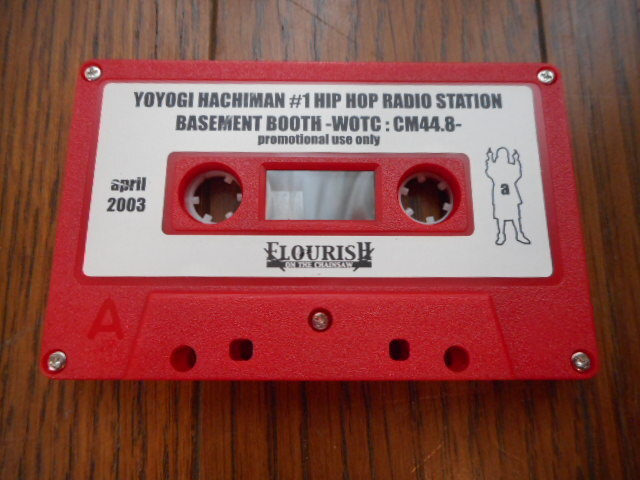 YOYOGI HACHIMAN #1 HIP HOP RADIO STATION
BASEMENT BOOTH -WOTC : CM44.8-
promotional use only
april
2003
a
FLOURISH
ON THE CHAINSAW
A